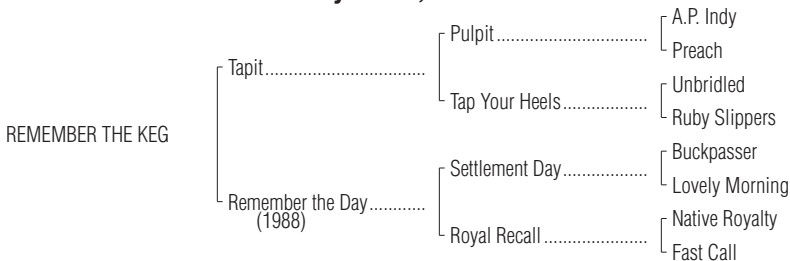 A.P. Indy
Pulpit
Preach
Tapit
Unbridled
Tap Your Heels
Ruby Slippers
REMEMBER THE KEG
Buckpasser
Settlement Day
Lovely Morning
Remember the Day
(1988)
Native Royalty
Royal Recall
Fast Call